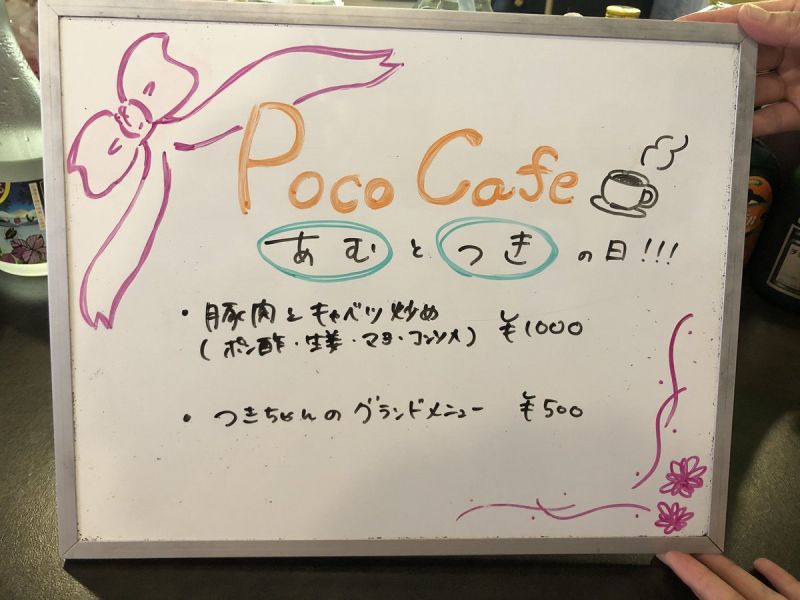 Poco Cafe
あむ と つき の日!!!
・豚肉とキャベツ炒め ¥1000
(ポン酢・生姜・マヨ・コンソメ)
・つきちゃんのグランドメニュー ¥500